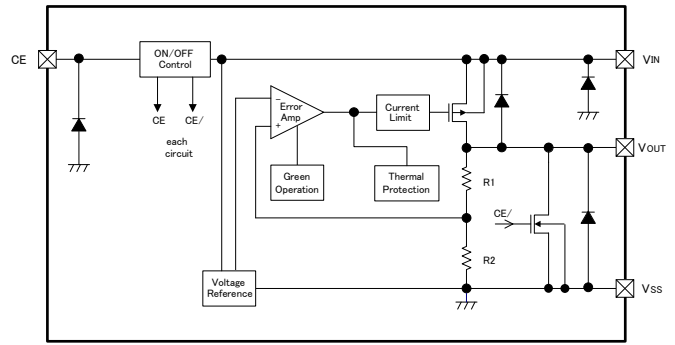 CE
ON/OFF
Control
VIN
CE CE/
each
circuit
−
Error
Amp
+
Current
Limit
Green
Operation
Thermal
Protection
VOUT
R1
CE/
R2
Voltage
Reference
VSS